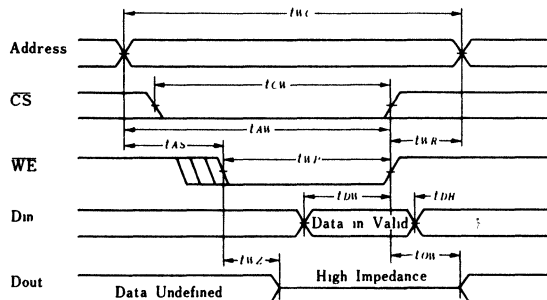 tWC
Address
tCW
CS
tAW
tAS
tWR
tWP
WE
tDW
tDH
Din
Data in Valid
tWZ
tOW
Dout
High Impedance
Data Undefined